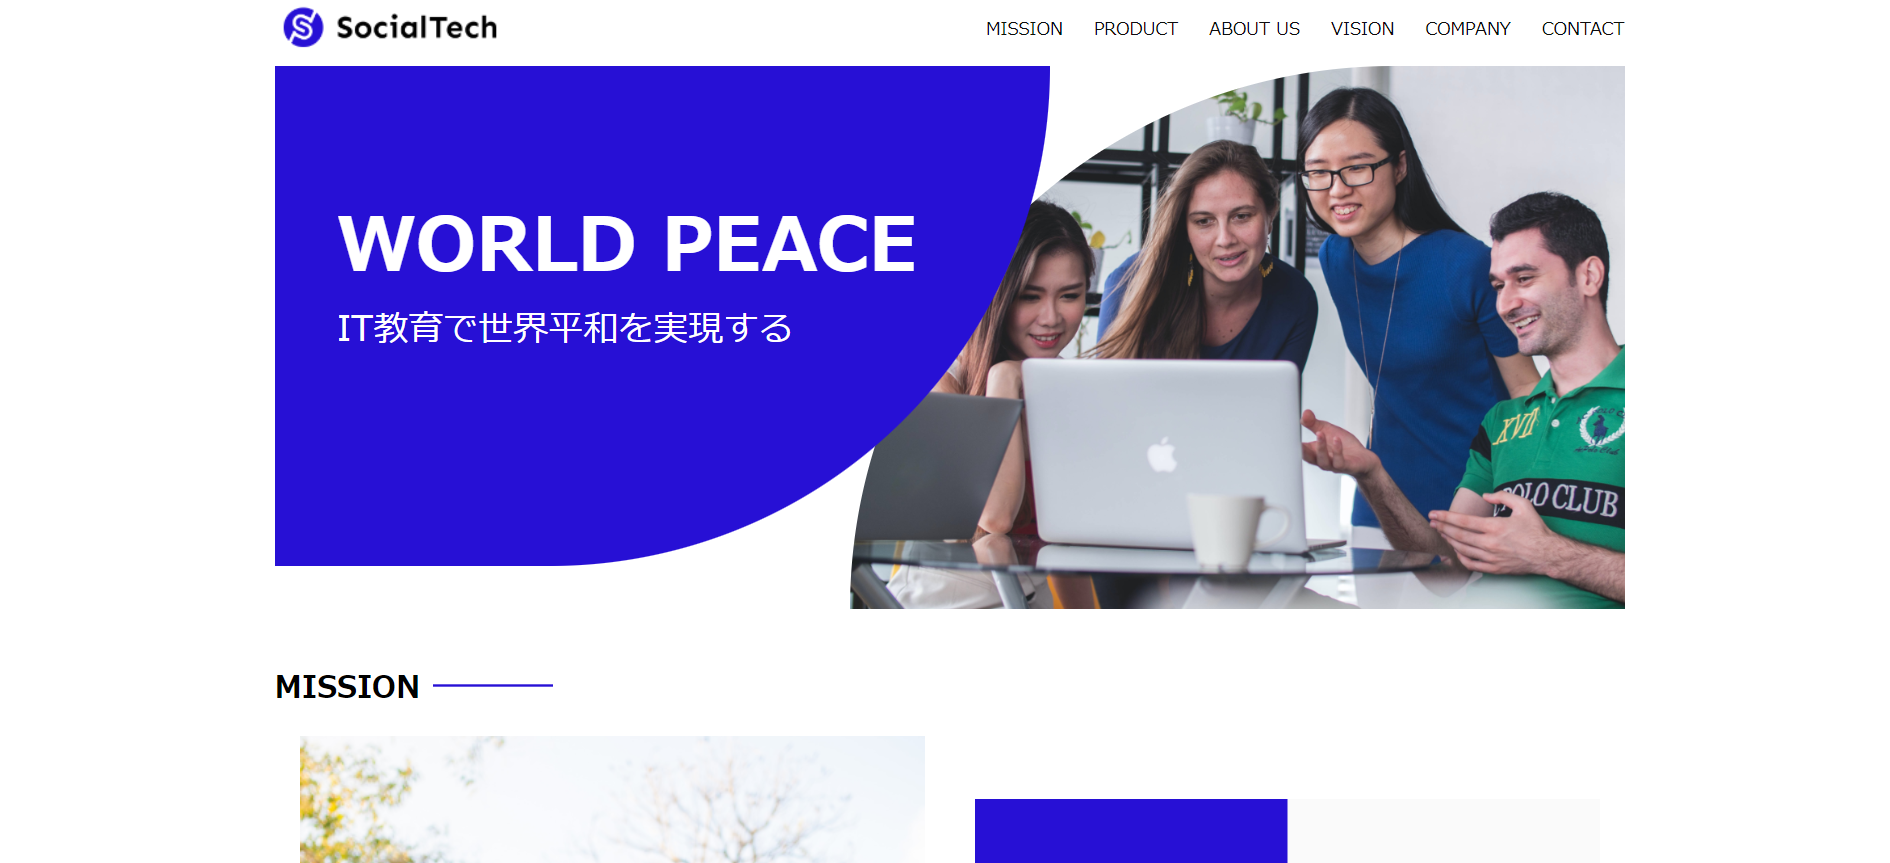 SocialTech
MISSION PRODUCT ABOUT US VISION COMPANY CONTACT
WORLD PEACE
IT教育で世界平和を実現する
XVII
POLO CLUB
MISSION